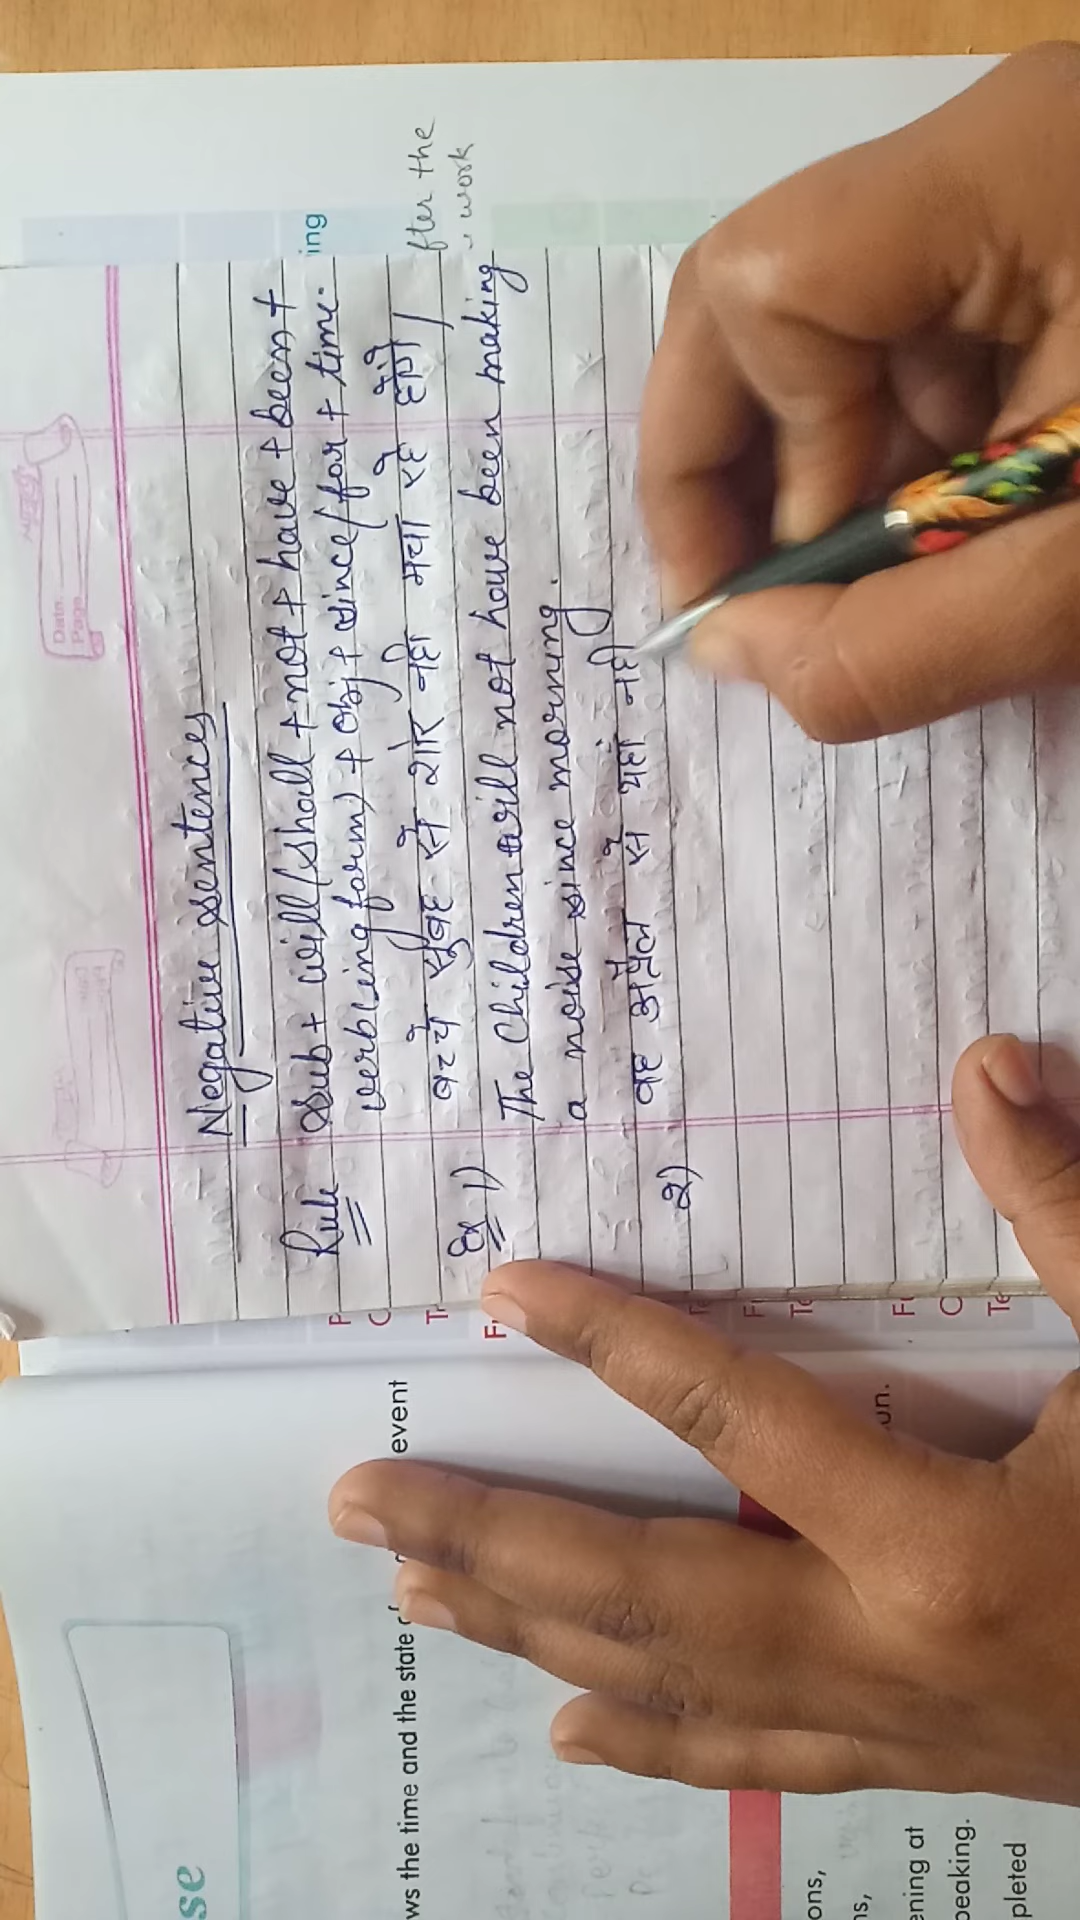 Date:
Page
Negative sentences
Rule sub + will/shall + not + have + been +
verb(ing form) + obj + since/for + time.
बच्चे सुबह से शोर नही मचा रहे होंगे।
Ex 1) The Children will not have been making
a noise since morning.
2) वह अप्रैल से यहां नही
ing
fter the
work
event
ws the time and the state of
se
un.
ons,
ns,
ening at
peaking.
pleted